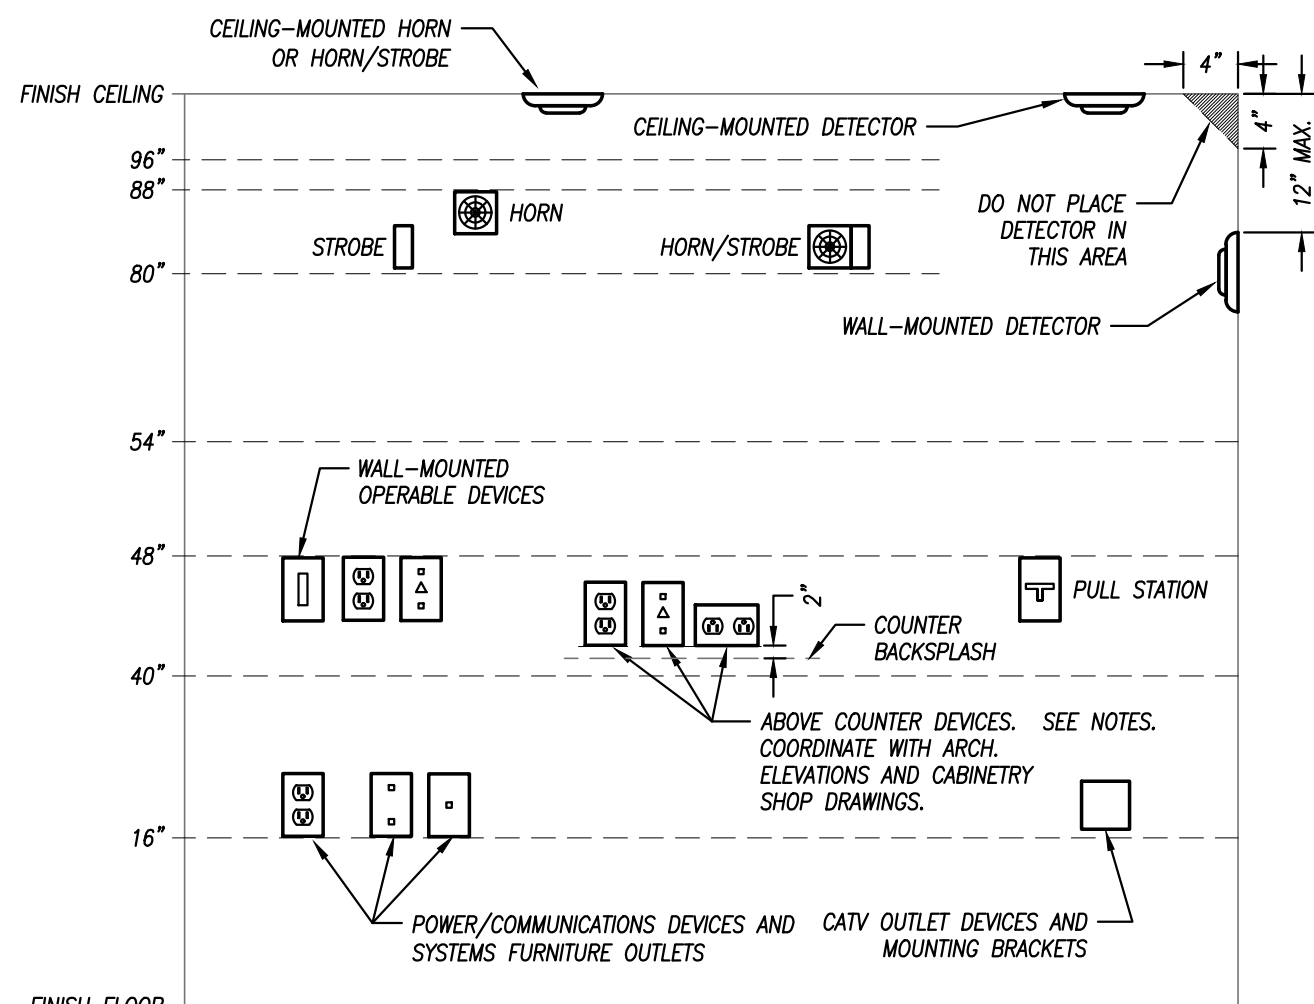 CEILING-MOUNTED HORN
OR HORN/STROBE
4"
FINISH CEILING
CEILING-MOUNTED DETECTOR
4"
12" MAX.
96"
88"
HORN
DO NOT PLACE
DETECTOR IN
THIS AREA
STROBE
HORN/STROBE
80"
WALL-MOUNTED DETECTOR
54"
WALL-MOUNTED
OPERABLE DEVICES
48"
2"
PULL STATION
COUNTER
BACKSPLASH
40"
ABOVE COUNTER DEVICES. SEE NOTES.
COORDINATE WITH ARCH.
ELEVATIONS AND CABINETRY
SHOP DRAWINGS.
16"
POWER/COMMUNICATIONS DEVICES AND
SYSTEMS FURNITURE OUTLETS
CATV OUTLET DEVICES AND
MOUNTING BRACKETS
FINISH FLOOR